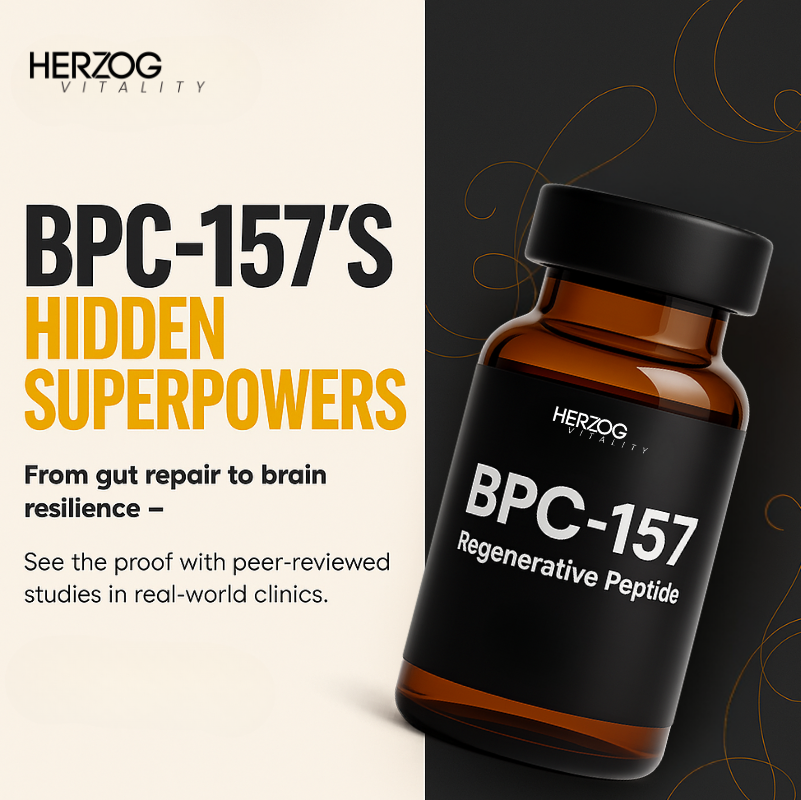 HERZOG
VITALITY
BPC-157'S
HIDDEN
SUPERPOWERS
From gut repair to brain
resilience –
See the proof with peer-reviewed
studies in real-world clinics.
HERZOG
VITALITY
BPC-157
Regenerative Peptide